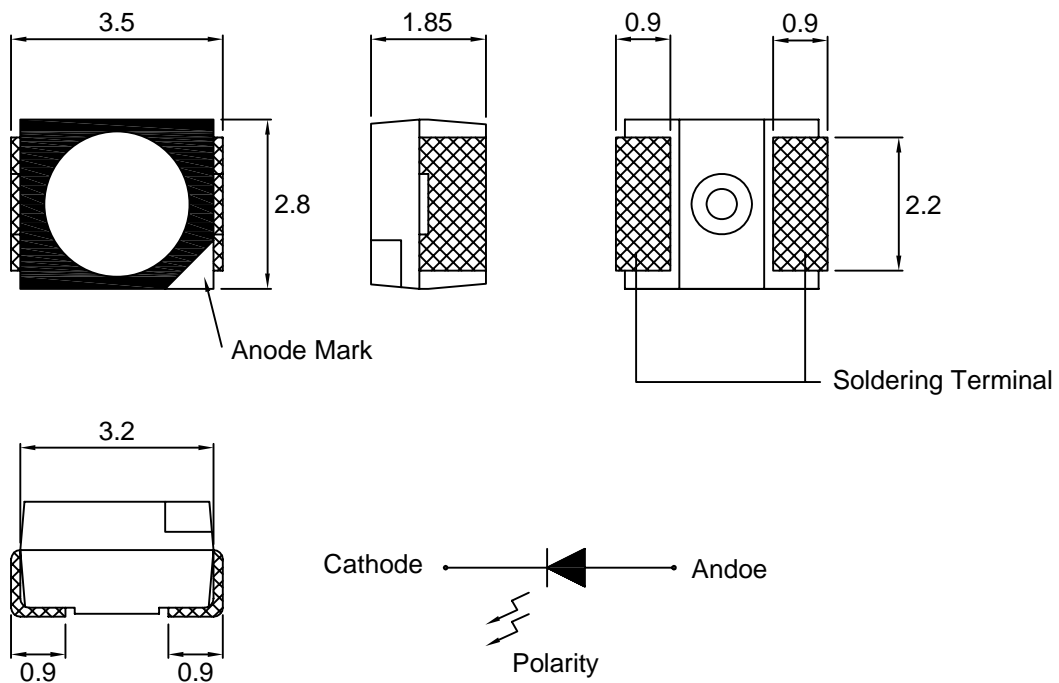 3.5
1.85
0.9
0.9
2.8
2.2
Anode Mark
Soldering Terminal
3.2
Cathode
Andoe
Polarity
0.9
0.9